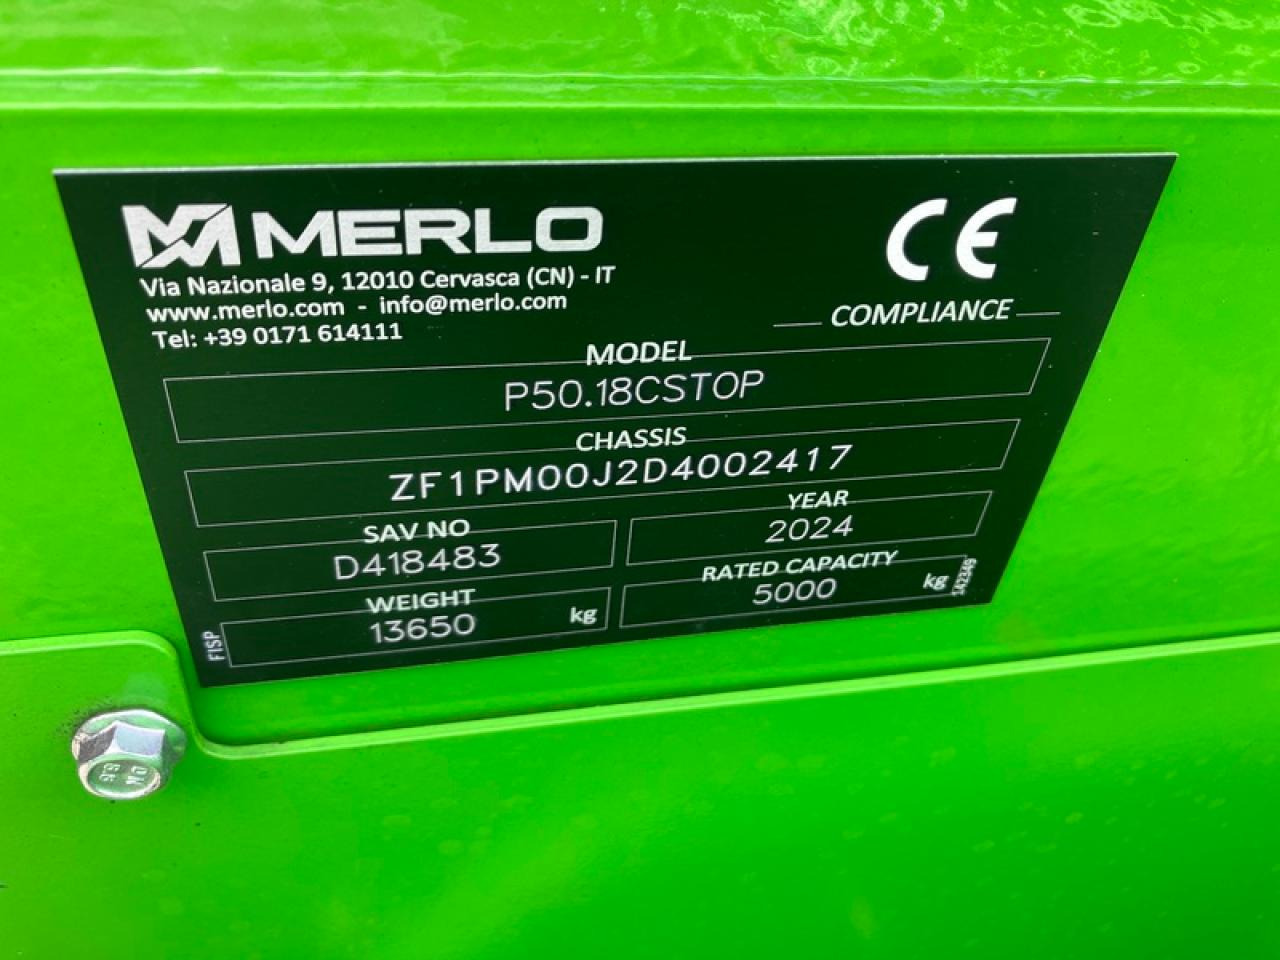 MERLO
Via Nazionale 9, 12010 Cervasca (CN) - IT
www.merlo.com - info@merlo.com
Tel: +39 0171 614111
CE
COMPLIANCE
MODEL
P50.18CSTOP
CHASSIS
ZF1PM00J2D4002417
SAV NO
D418483
YEAR
2024
WEIGHT
13650 kg
RATED CAPACITY
5000 kg
FISP